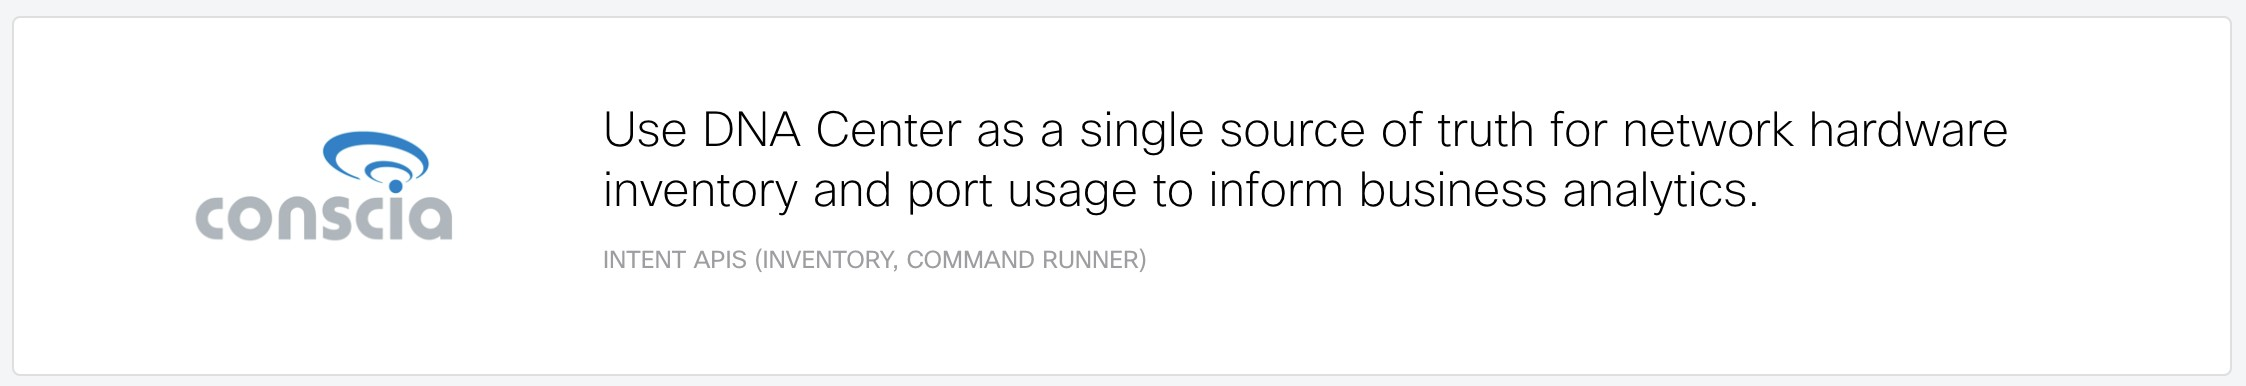 conscia
Use DNA Center as a single source of truth for network hardware
inventory and port usage to inform business analytics.
INTENT APIS (INVENTORY, COMMAND RUNNER)